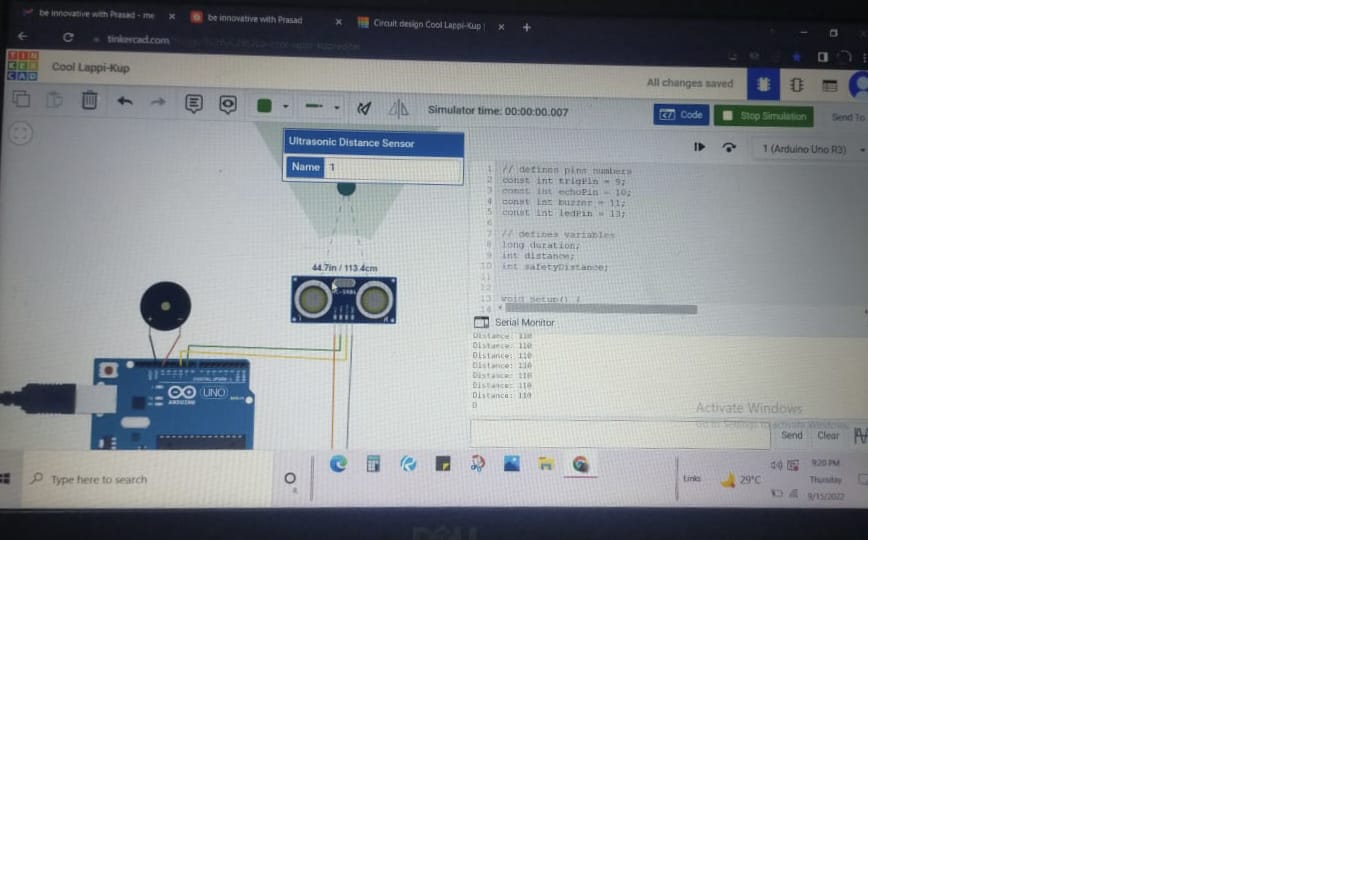 be innovative with Prasad - me
be innovative with Prasad
Circuit design Cool Lappi-Kup |
tinkercad.com
TIN
KER
CAD
Cool Lappi-Kup
All changes saved
Simulator time: 00:00:00.007
Code
Stop Simulation
Send To
Ultrasonic Distance Sensor
Name 1
1 (Arduino Uno R3)
1 // defines pins numbers
2 const int trigPin = 9;
3 const int echoPin = 10;
4 const int buzzer = 11;
5 const int ledPin = 13;
6
7 // defines variables
8 long duration;
9 int distance;
10 int safetyDistance;
11
12
13 void setup() {
14
44.7in / 113.4cm
HC-SR04
Serial Monitor
Distance: 110
Distance: 110
Distance: 110
Distance: 110
Distance: 110
Distance: 110
Distance: 110
D
DIGITAL (PWM~)
UNO
ARDUINO
Activate Windows
Go to Settings to activate Windows.
Send
Clear
Type here to search
Links
29°C
9:20 PM
Thursday
9/15/2022
DELL